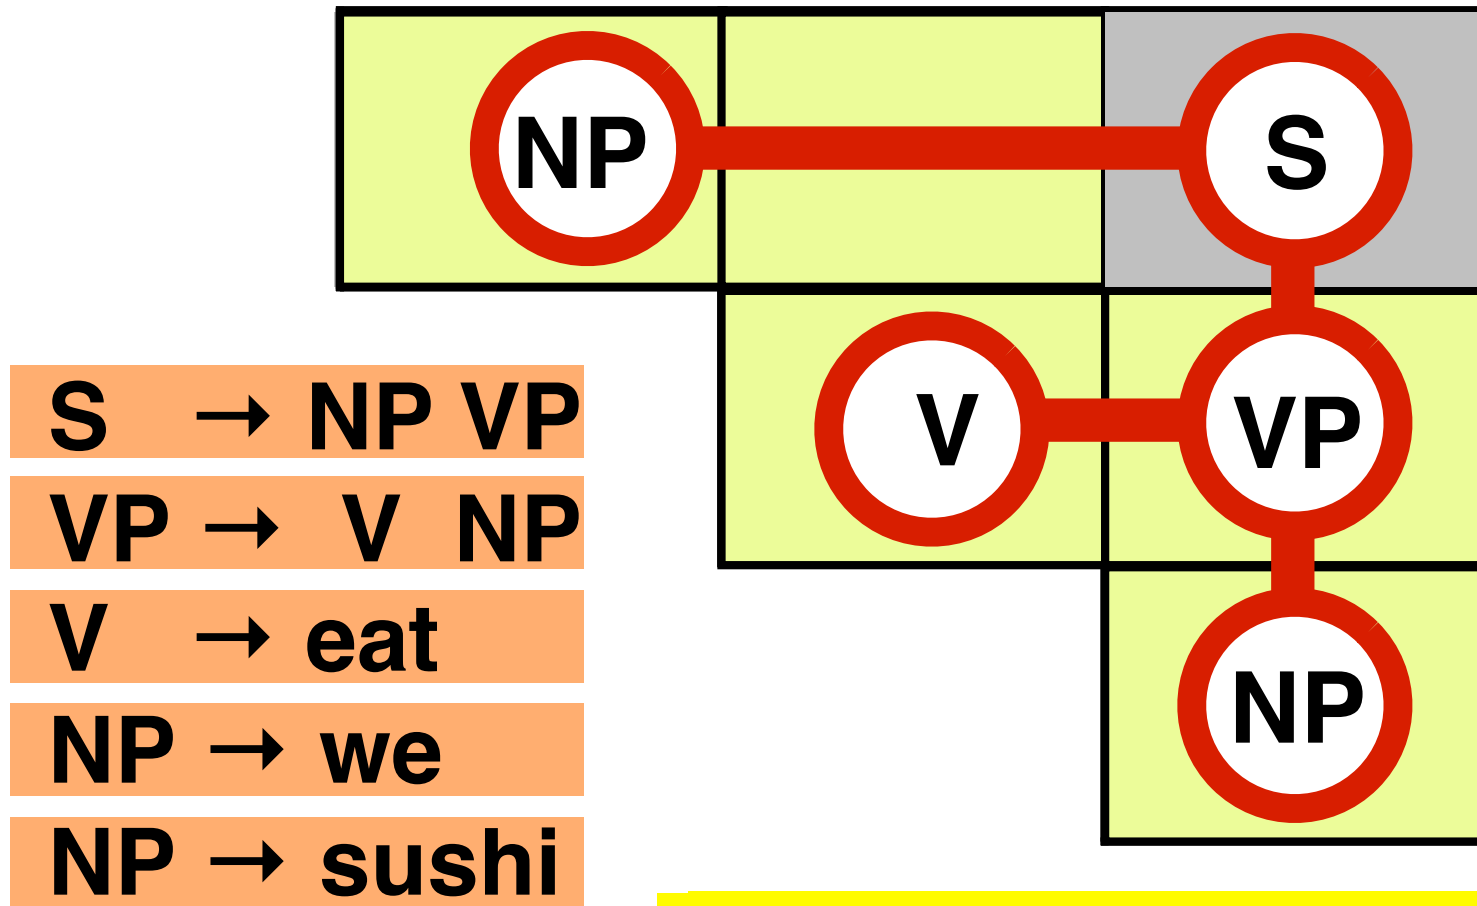 NP S
V VP
NP
S → NP VP
VP → V NP
V → eat
NP → we
NP → sushi